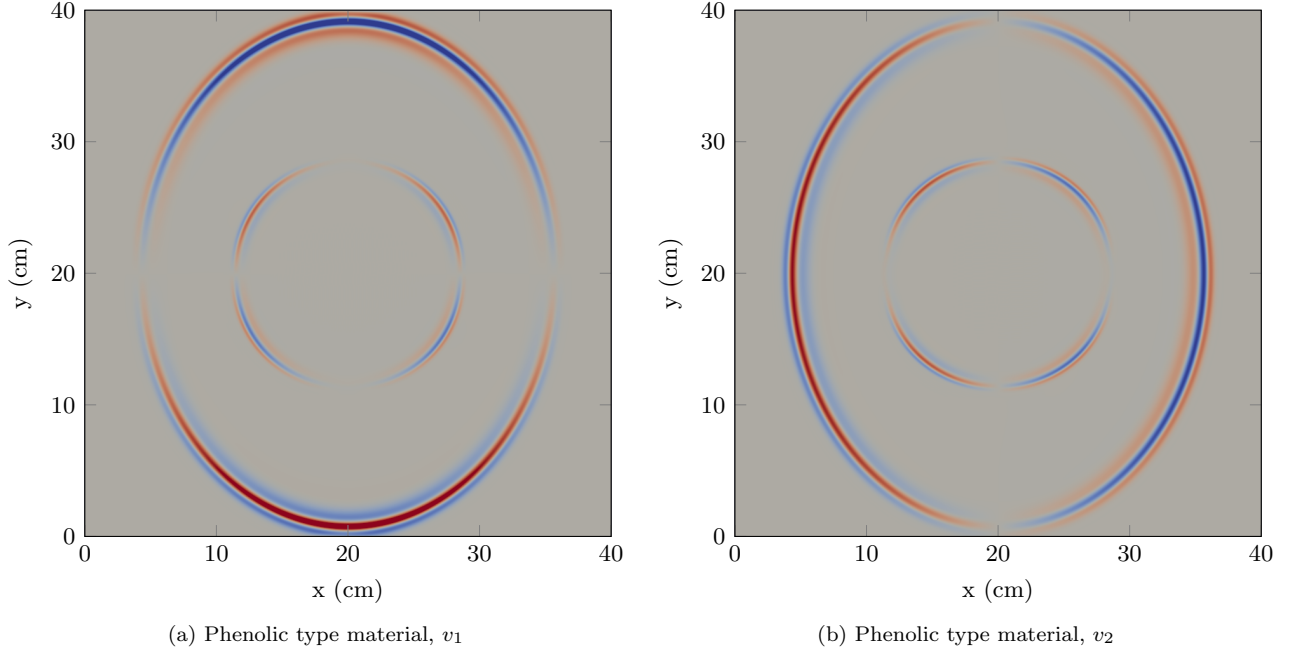 40
30
20
10
0
y (cm)
0 10 20 30 40
x (cm)
(a) Phenolic type material, v₁
40
30
20
10
0
y (cm)
0 10 20 30 40
x (cm)
(b) Phenolic type material, v₂